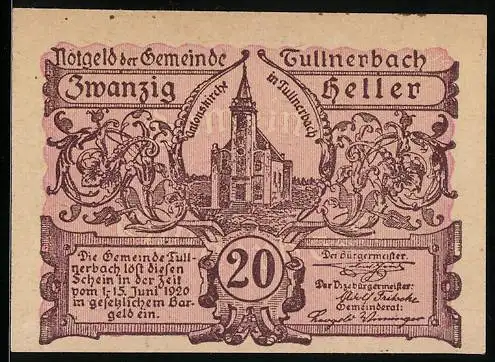 Notgeld der Gemeinde Tullnerbach
Zwanzig Heller
Antonskirche in Tullnerbach
Die Gemeinde Tull-
nerbach löst diesen
Schein in der Zeit
vom 1.-15. Juni 1920
in gesetzlichem Bar-
geld ein.
20
Der Bürgermeister:
Der Vizebürgermeister:
Gemeinderat: